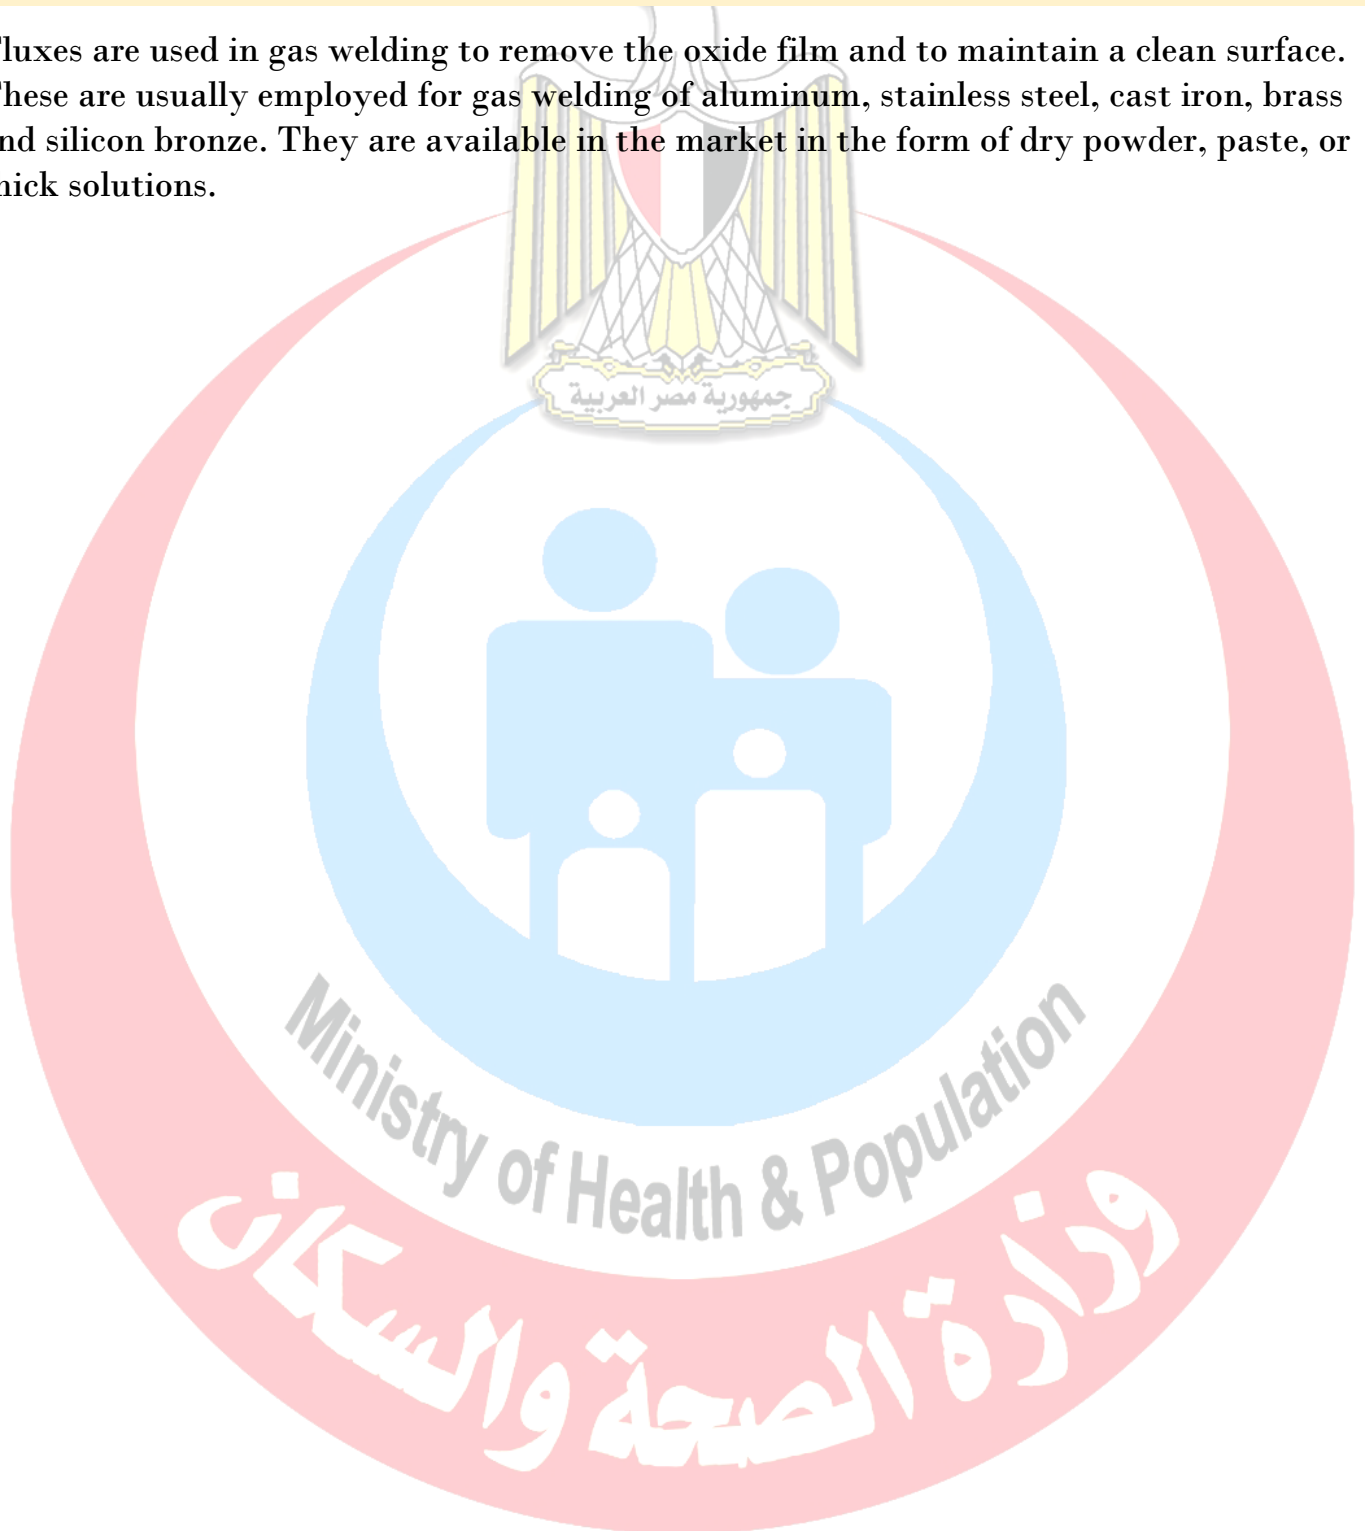 luxes are used in gas welding to remove the oxide film and to maintain a clean surface.
hese are usually employed for gas welding of aluminum, stainless steel, cast iron, brass
nd silicon bronze. They are available in the market in the form of dry powder, paste, or
hick solutions.
جمهورية مصر العربية
Ministry of Health & Population
وزارة الصحة والسكان